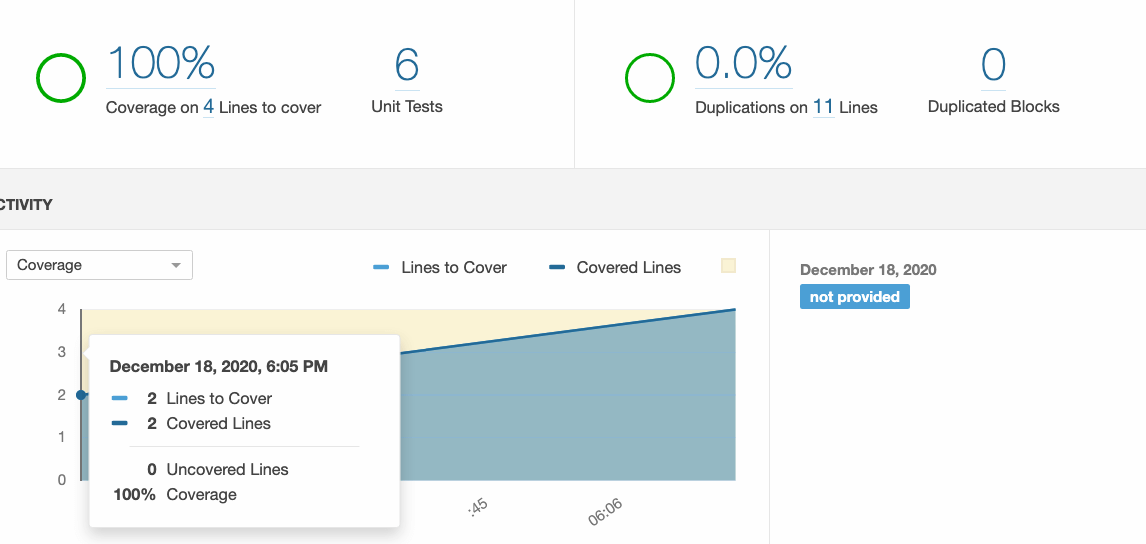 100%
Coverage on 4 Lines to cover
6
Unit Tests
0.0%
Duplications on 11 Lines
0
Duplicated Blocks
CTIVITY
Coverage
Lines to Cover
Covered Lines
December 18, 2020
not provided
4
3
2
1
0
December 18, 2020, 6:05 PM
2 Lines to Cover
2 Covered Lines
0 Uncovered Lines
100% Coverage
:45
06:06